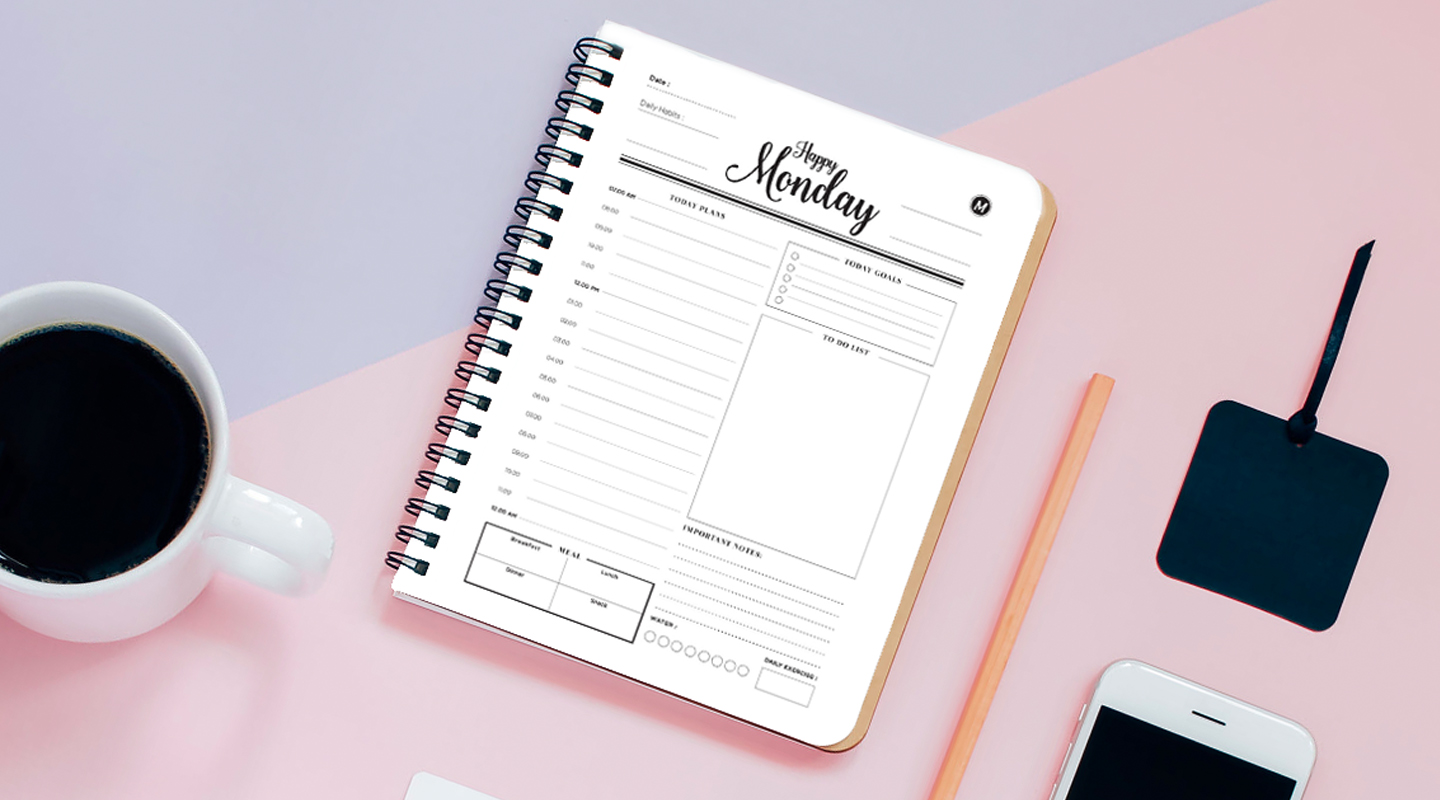 Date :
Daily Habits :
Happy
Monday
M
TODAY PLANS
07:00 AM
08:00
09:00
10:00
11:00
12:00 PM
01:00
02:00
03:00
04:00
05:00
06:00
07:00
08:00
09:00
10:00
11:00
12:00 AM
TODAY GOALS
TO DO LIST
IMPORTANT NOTES:
MEAL
Breakfast
Lunch
Dinner
Snack
WATER :
DAILY EXERCISE :